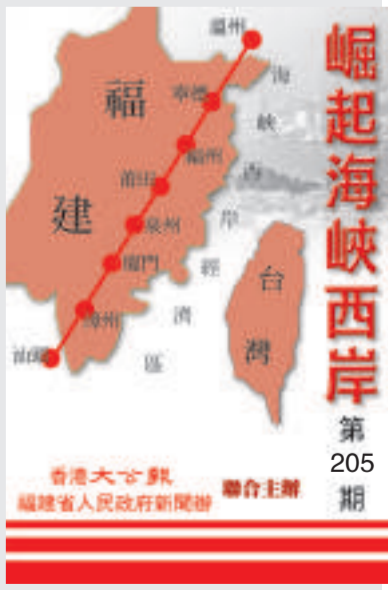 崛起海峽西岸
第
205
期
溫州
寧德
福州
莆田
泉州
廈門
漳州
汕頭
福建
台灣
海峽西岸經濟區
香港大公報
福建省人民政府新聞辦
聯合主辦